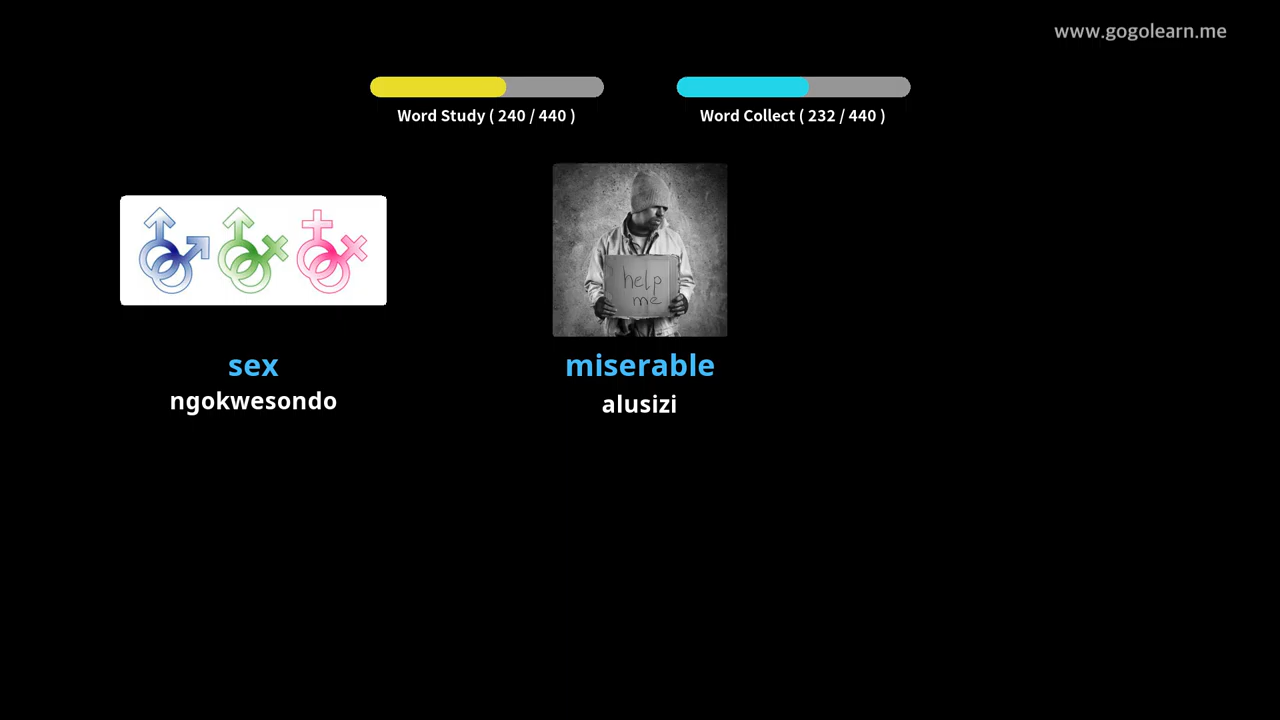 www.gogolearn.me
Word Study ( 240 / 440 )
Word Collect ( 232 / 440 )
help
me
sex
ngokwesondo
miserable
alusizi